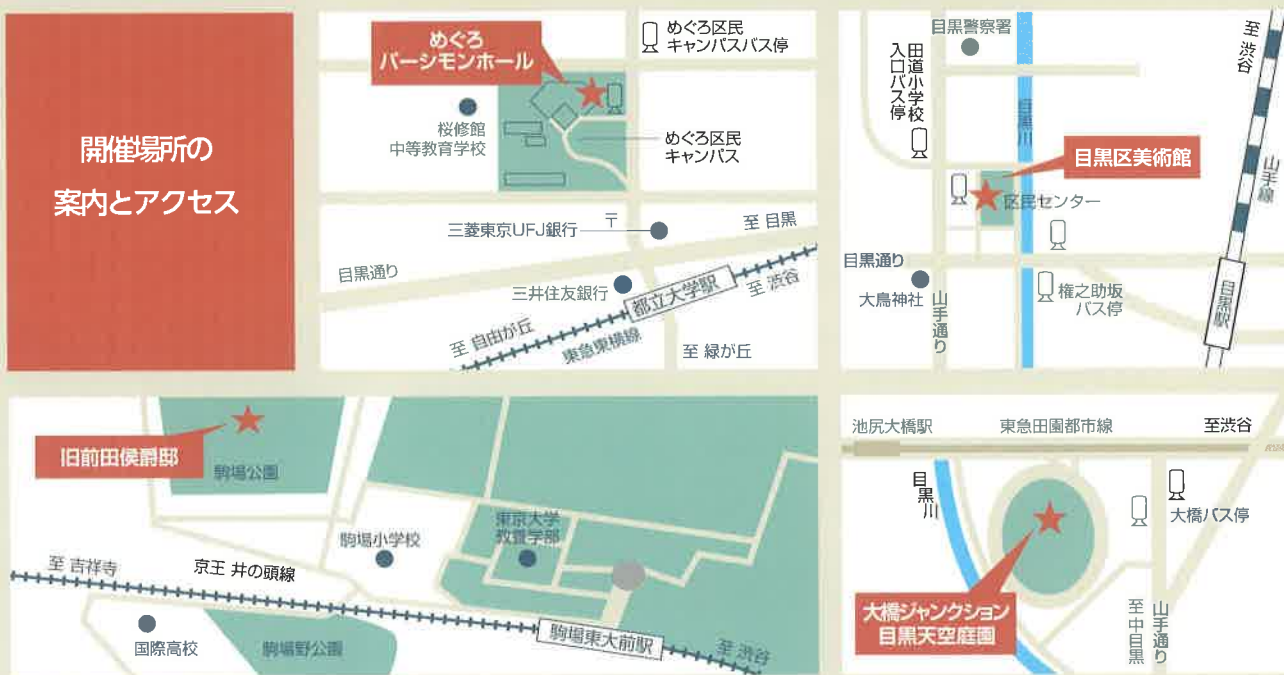 開催場所の
案内とアクセス
めぐろ
パーシモンホール
めぐろ区民
キャンパスバス停
桜修館
中等教育学校
めぐろ区民
キャンパス
三菱東京UFJ銀行
〒
至 目黒
目黒通り
三井住友銀行
都立大学駅
至 渋谷
至 自由が丘
東急東横線
至 緑が丘
目黒警察署
田道小学校
入口バス停
目黒川
至 渋谷
山手線
目黒区美術館
区民センター
目黒通り
大鳥神社
山手通り
権之助坂
バス停
目黒駅
旧前田侯爵邸
駒場公園
東京大学
教養学部
駒場小学校
至 吉祥寺
京王 井の頭線
国際高校
駒場野公園
駒場東大前駅
至 渋谷
池尻大橋駅
東急田園都市線
至渋谷
目黒川
大橋バス停
大橋ジャンクション
目黒天空庭園
至中目黒
山手通り